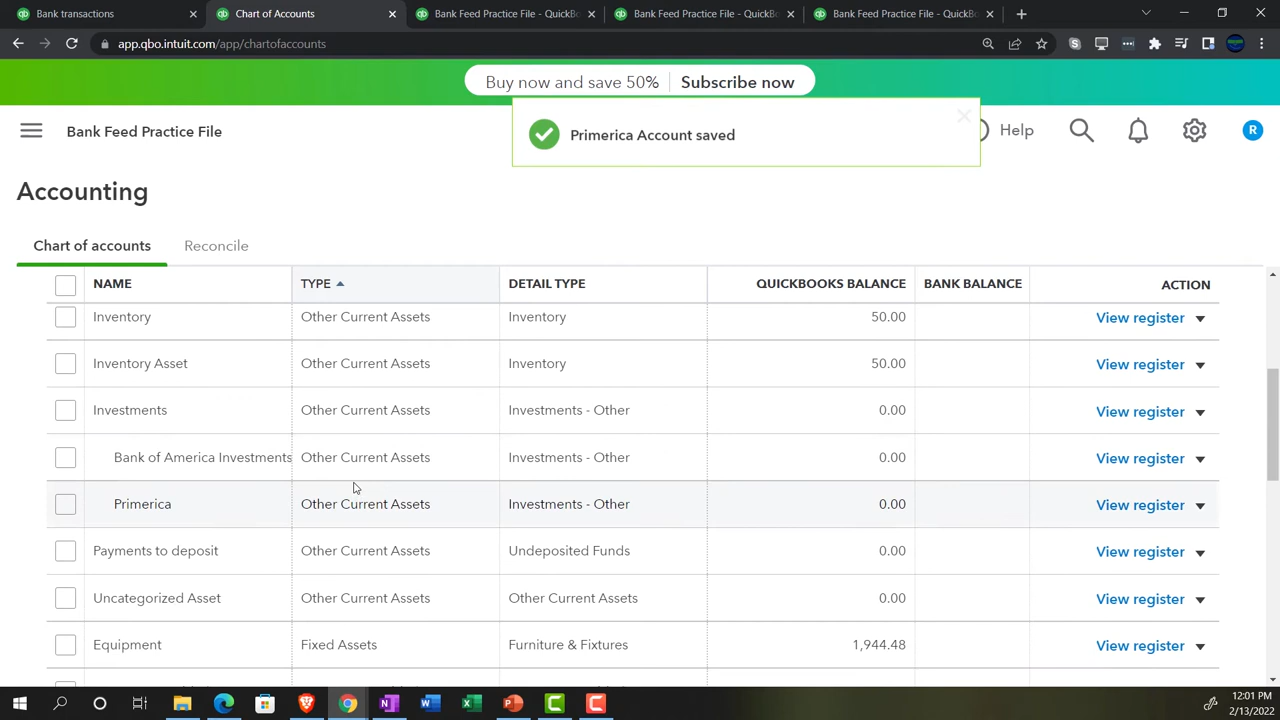 Bank transactions
Chart of Accounts
Bank Feed Practice File - QuickBo
Bank Feed Practice File - QuickBo
Bank Feed Practice File - QuickBo
app.qbo.intuit.com/app/chartofaccounts
Buy now and save 50% Subscribe now
Bank Feed Practice File
Primerica Account saved
Help
R
Accounting
Chart of accounts Reconcile
NAME TYPE DETAIL TYPE QUICKBOOKS BALANCE BANK BALANCE ACTION
Inventory Other Current Assets Inventory 50.00 View register
Inventory Asset Other Current Assets Inventory 50.00 View register
Investments Other Current Assets Investments - Other 0.00 View register
Bank of America Investments Other Current Assets Investments - Other 0.00 View register
Primerica Other Current Assets Investments - Other 0.00 View register
Payments to deposit Other Current Assets Undeposited Funds 0.00 View register
Uncategorized Asset Other Current Assets Other Current Assets 0.00 View register
Equipment Fixed Assets Furniture & Fixtures 1,944.48 View register
12:01 PM
2/13/2022